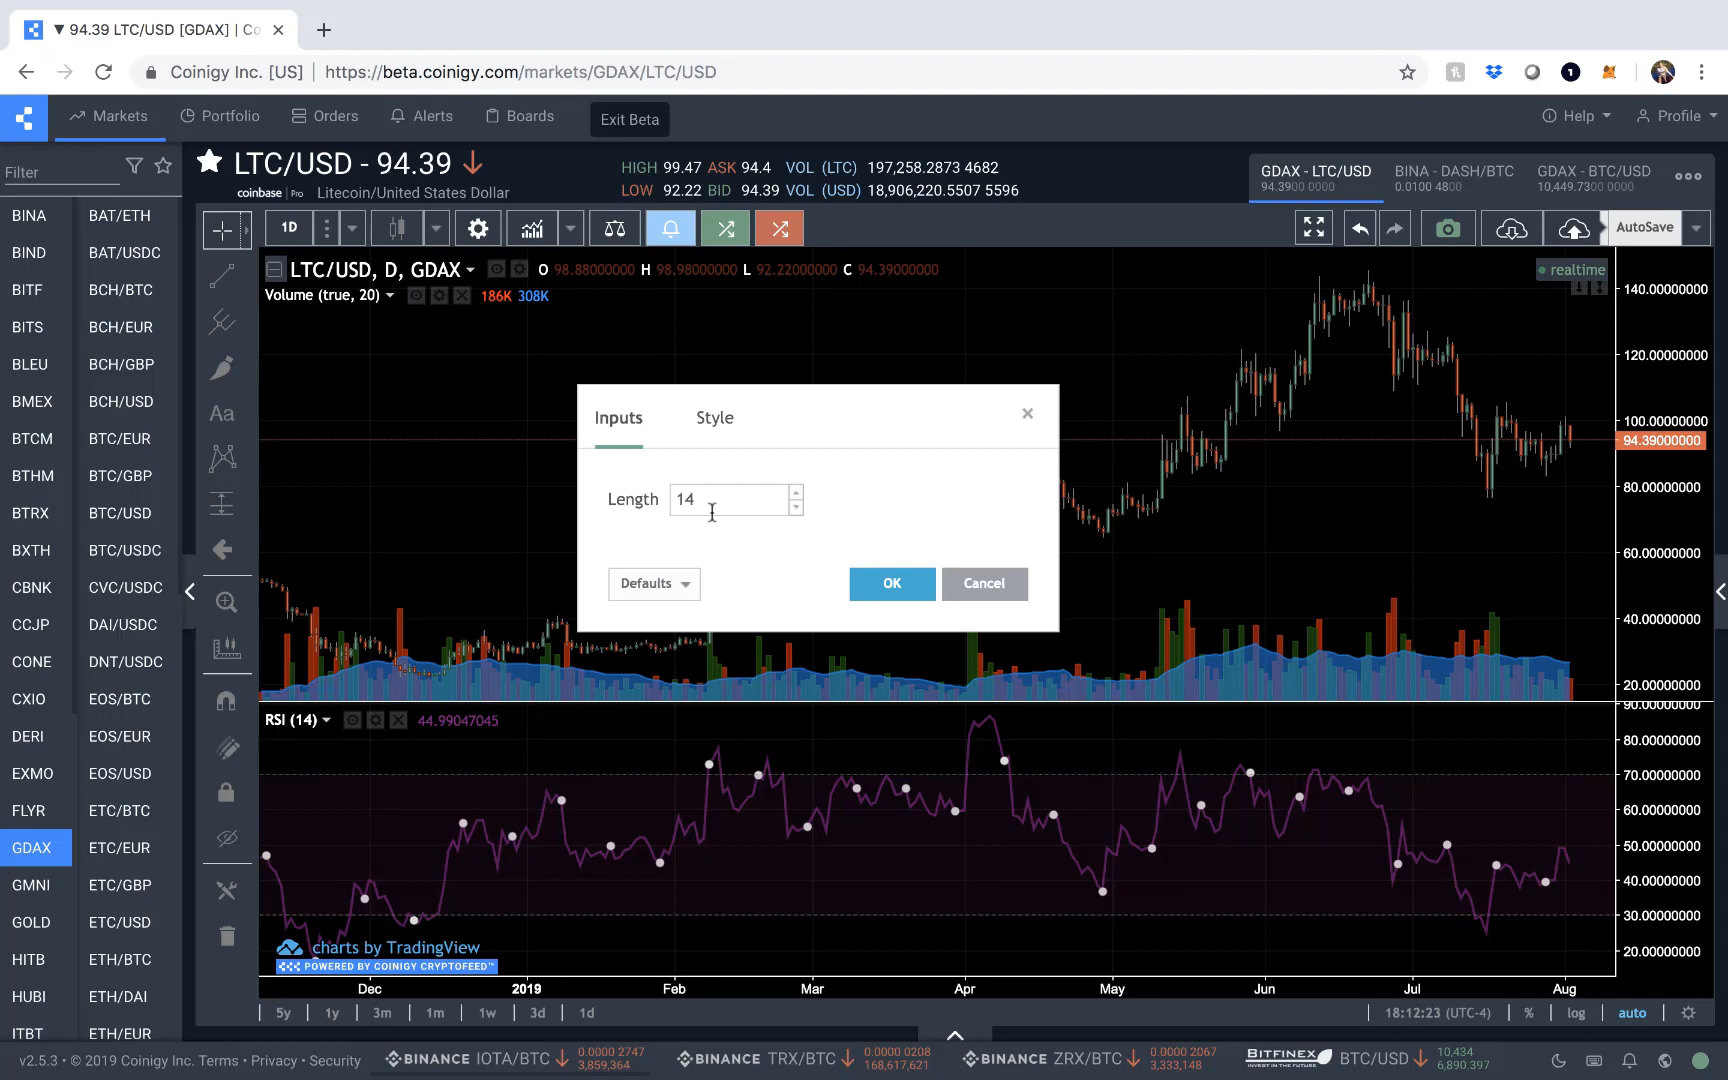 ▼ 94.39 LTC/USD [GDAX] | Co
Coinigy Inc. [US] | https://beta.coinigy.com/markets/GDAX/LTC/USD
Markets Portfolio Orders Alerts Boards Exit Beta Help Profile
Filter
LTC/USD - 94.39
coinbase | Pro Litecoin/United States Dollar
HIGH 99.47 ASK 94.4 VOL (LTC) 197,258.2873 4682
LOW 92.22 BID 94.39 VOL (USD) 18,906,220.5507 5596
GDAX - LTC/USD BINA - DASH/BTC GDAX - BTC/USD
94.3900 0000 0.0100 4800 10,449.7300 0000
1D AutoSave
LTC/USD, D, GDAX O 98.88000000 H 98.98000000 L 92.22000000 C 94.39000000
realtime
Volume (true, 20) 186K 308K
BINA BAT/ETH
BIND BAT/USDC
BITF BCH/BTC
BITS BCH/EUR
BLEU BCH/GBP
BMEX BCH/USD
BTCM BTC/EUR
BTHM BTC/GBP
BTRX BTC/USD
BXTH BTC/USDC
CBNK CVC/USDC
CCJP DAI/USDC
CONE DNT/USDC
CXIO EOS/BTC
DERI EOS/EUR
EXMO EOS/USD
FLYR ETC/BTC
GDAX ETC/EUR
GMNI ETC/GBP
GOLD ETC/USD
HITB ETH/BTC
HUBI ETH/DAI
ITBT ETH/EUR
Aa
Inputs Style
Length 14
Defaults OK Cancel
140.00000000
120.00000000
100.00000000
94.39000000
80.00000000
60.00000000
40.00000000
20.00000000
RSI (14) 44.99047045
90.00000000
80.00000000
70.00000000
60.00000000
50.00000000
40.00000000
30.00000000
20.00000000
charts by TradingView
POWERED BY COINIGY CRYPTOFEED™
Dec 2019 Feb Mar Apr May Jun Jul Aug
5y 1y 3m 1m 1w 3d 1d 18:12:23 (UTC-4) % log auto
v2.5.3 • © 2019 Coinigy Inc. Terms • Privacy • Security
BINANCE IOTA/BTC 0.0000 2747
3,859,364
BINANCE TRX/BTC 0.0000 0208
168,617,621
BINANCE ZRX/BTC 0.0000 2067
3,333,148
BITFINEX BTC/USD 10,434
INVEST IN THE FUTURE 6,890.397